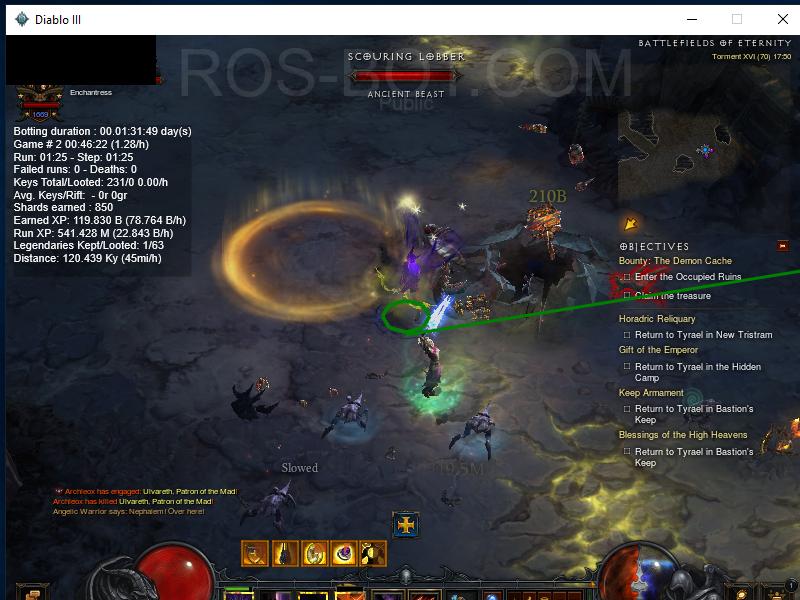 Diablo III
ROS-BOT.COM
Public
SCOURING LOBBER
ANCIENT BEAST
BATTLEFIELDS OF ETERNITY
Torment XVI (70) 17:50
Enchantress
1669
Botting duration : 00.01:31:49 day(s)
Game # 2 00:46:22 (1.28/h)
Run: 01:25 - Step: 01:25
Failed runs: 0 - Deaths: 0
Keys Total/Looted: 231/0 0.00/h
Avg. Keys/Rift: - 0r 0gr
Shards earned : 850
Earned XP: 119.830 B (78.764 B/h)
Run XP: 541.428 M (22.843 B/h)
Legendaries Kept/Looted: 1/63
Distance: 120.439 Ky (45mi/h)
210B
OBJECTIVES
Bounty: The Demon Cache
Enter the Occupied Ruins
Claim the treasure
Horadric Reliquary
Return to Tyrael in New Tristram
Gift of the Emperor
Return to Tyrael in the Hidden
Camp
Keep Armament
Return to Tyrael in Bastion's
Keep
Blessings of the High Heavens
Return to Tyrael in Bastion's
Keep
Slowed
Archleox has engaged: Ulvareth, Patron of the Mad!
Archleox has killed Ulvareth, Patron of the Mad!
Angelic Warrior says: Nephalem! Over here!
1